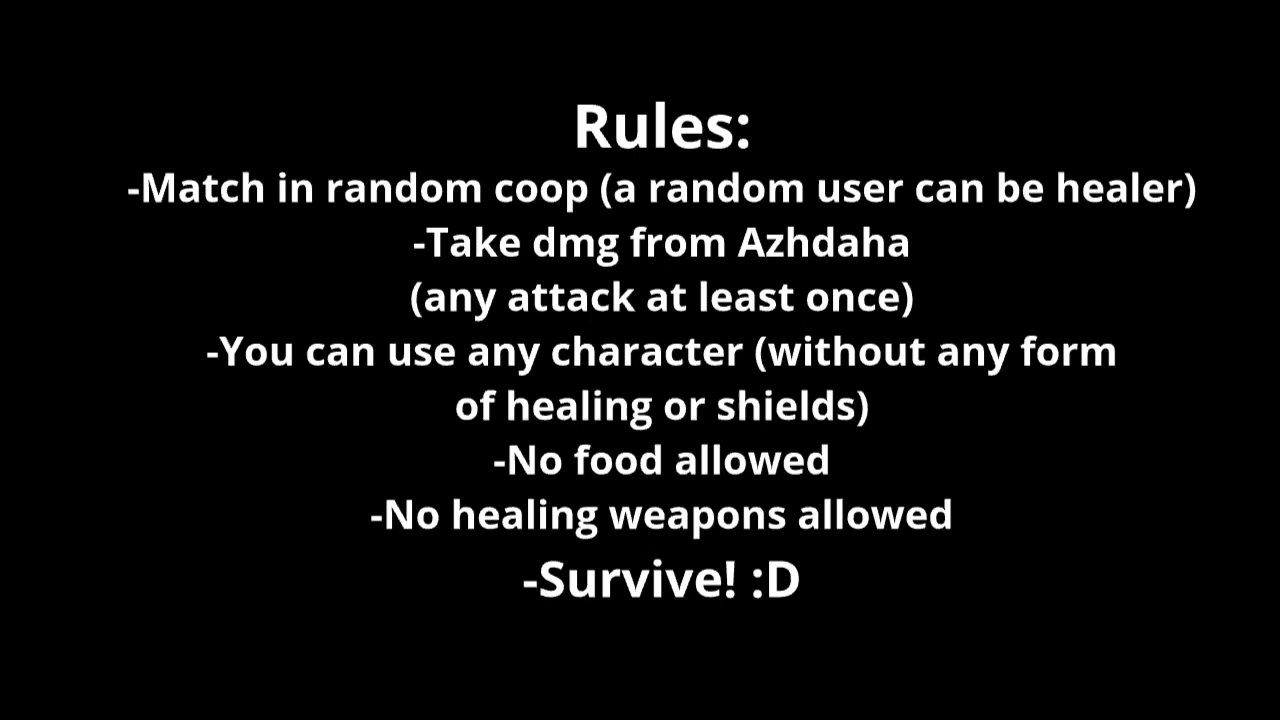 Rules:
-Match in random coop (a random user can be healer)
-Take dmg from Azhdaha
(any attack at least once)
-You can use any character (without any form
of healing or shields)
-No food allowed
-No healing weapons allowed
-Survive! :D